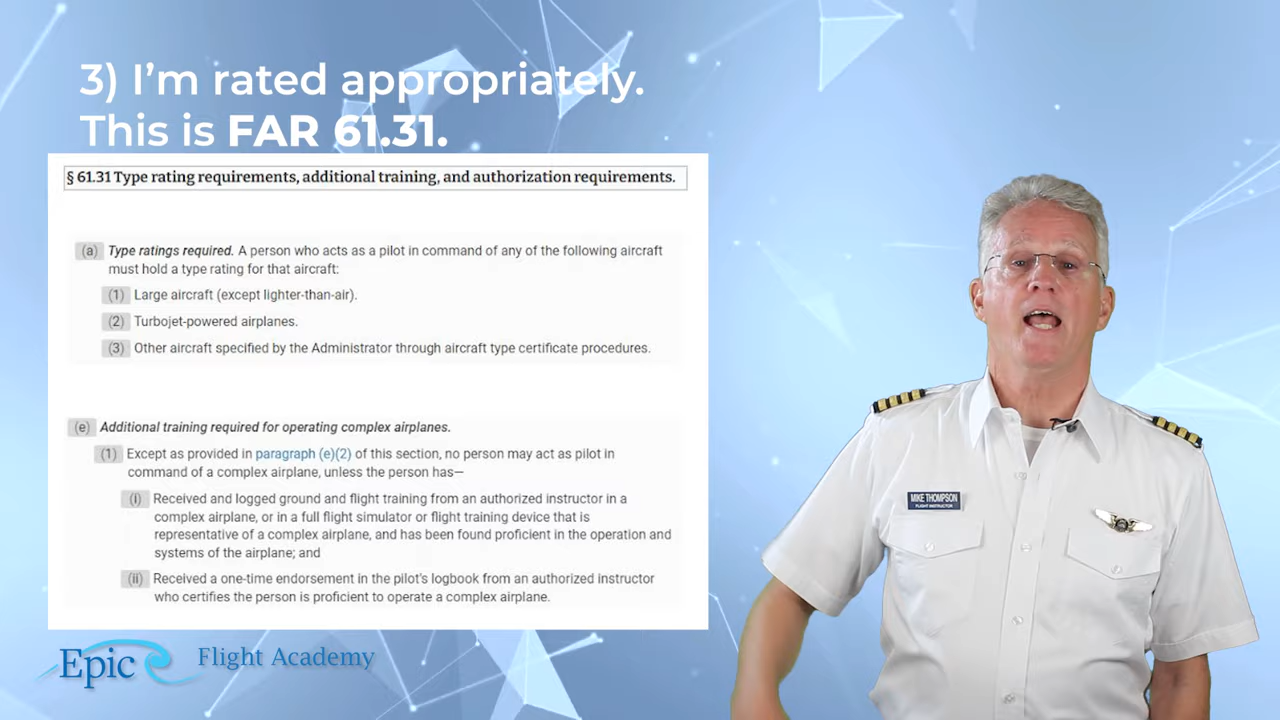 3) I'm rated appropriately.
This is FAR 61.31.
§ 61.31 Type rating requirements, additional training, and authorization requirements.
(a) Type ratings required. A person who acts as a pilot in command of any of the following aircraft
must hold a type rating for that aircraft:
(1) Large aircraft (except lighter-than-air).
(2) Turbojet-powered airplanes.
(3) Other aircraft specified by the Administrator through aircraft type certificate procedures.
(e) Additional training required for operating complex airplanes.
(1) Except as provided in paragraph (e)(2) of this section, no person may act as pilot in
command of a complex airplane, unless the person has—
(i) Received and logged ground and flight training from an authorized instructor in a
complex airplane, or in a full flight simulator or flight training device that is
representative of a complex airplane, and has been found proficient in the operation and
systems of the airplane; and
(ii) Received a one-time endorsement in the pilot's logbook from an authorized instructor
who certifies the person is proficient to operate a complex airplane.
Epic Flight Academy
MIKE THOMPSON
FLIGHT INSTRUCTOR